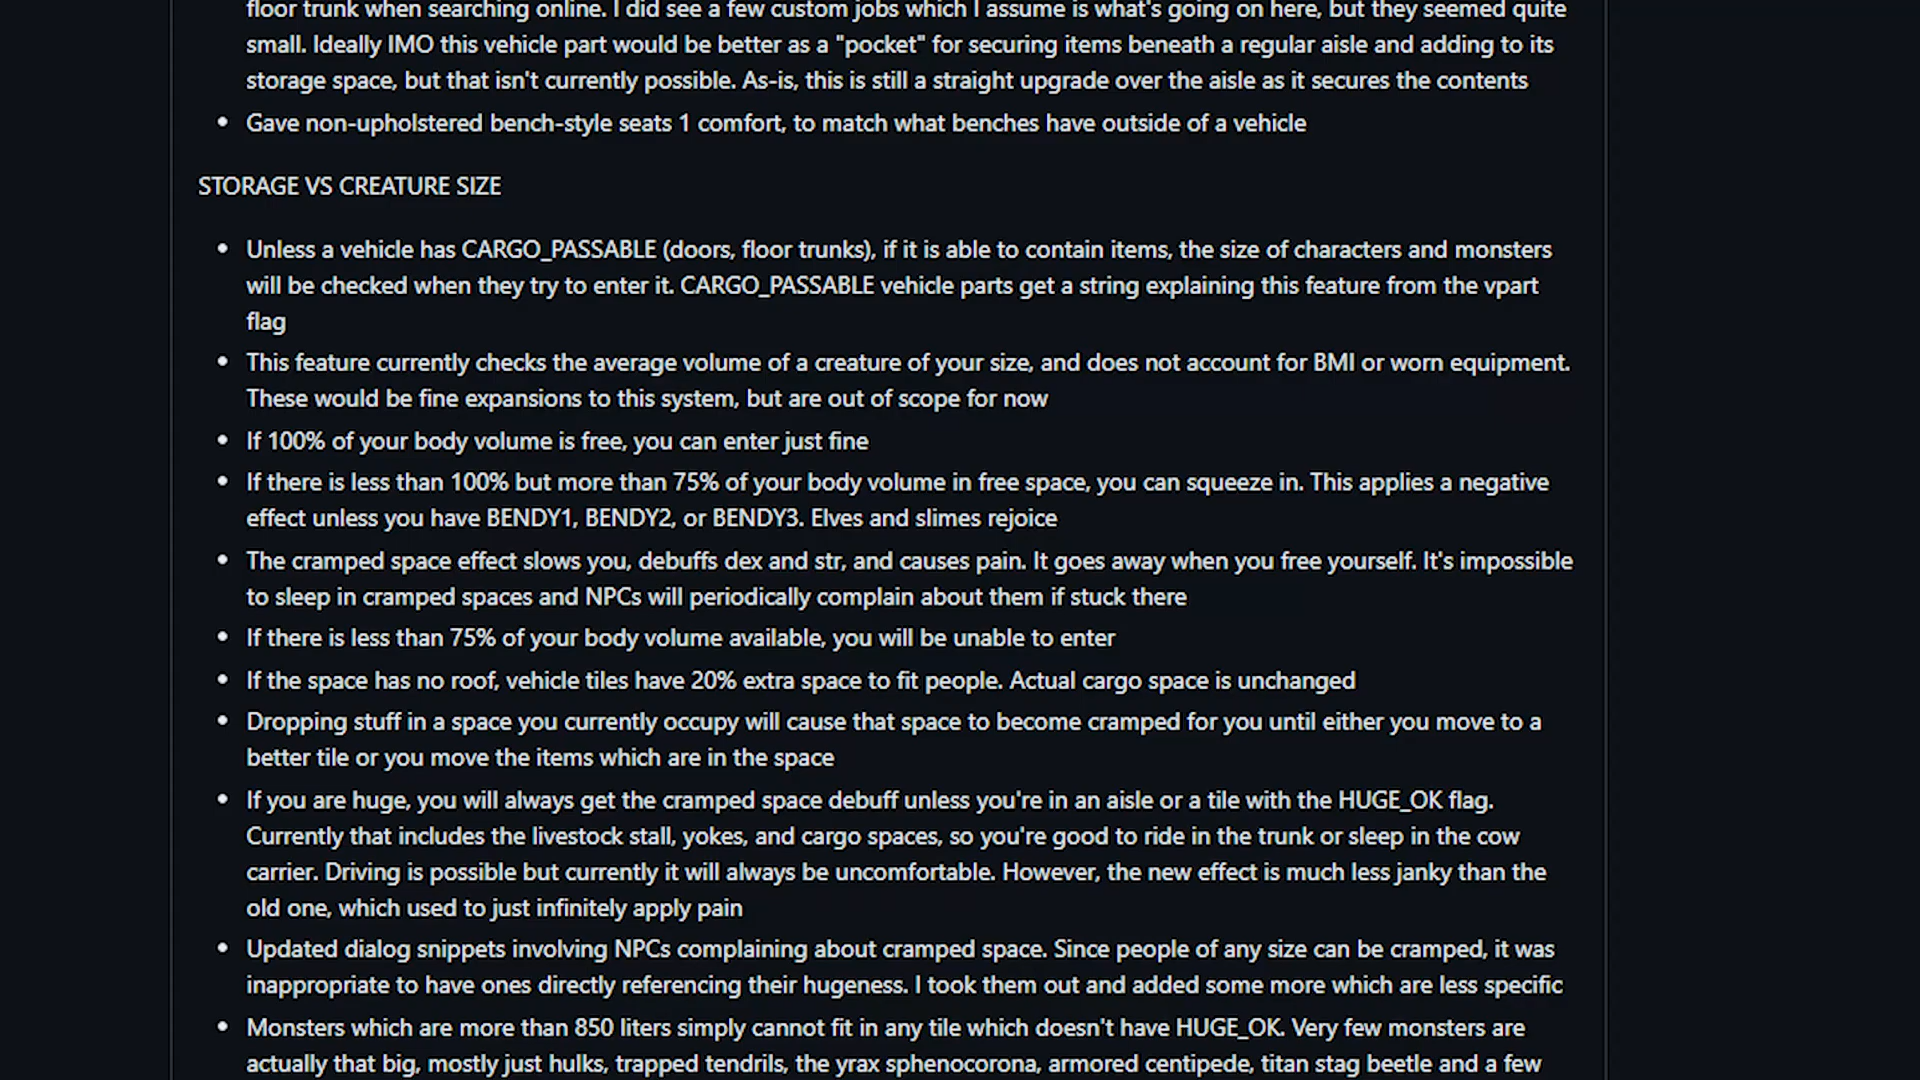 floor trunk when searching online. I did see a few custom jobs which I assume is what's going on here, but they seemed quite
small. Ideally IMO this vehicle part would be better as a "pocket" for securing items beneath a regular aisle and adding to its
storage space, but that isn't currently possible. As-is, this is still a straight upgrade over the aisle as it secures the contents
• Gave non-upholstered bench-style seats 1 comfort, to match what benches have outside of a vehicle
STORAGE VS CREATURE SIZE
• Unless a vehicle has CARGO_PASSABLE (doors, floor trunks), if it is able to contain items, the size of characters and monsters
will be checked when they try to enter it. CARGO_PASSABLE vehicle parts get a string explaining this feature from the vpart
flag
• This feature currently checks the average volume of a creature of your size, and does not account for BMI or worn equipment.
These would be fine expansions to this system, but are out of scope for now
• If 100% of your body volume is free, you can enter just fine
• If there is less than 100% but more than 75% of your body volume in free space, you can squeeze in. This applies a negative
effect unless you have BENDY1, BENDY2, or BENDY3. Elves and slimes rejoice
• The cramped space effect slows you, debuffs dex and str, and causes pain. It goes away when you free yourself. It's impossible
to sleep in cramped spaces and NPCs will periodically complain about them if stuck there
• If there is less than 75% of your body volume available, you will be unable to enter
• If the space has no roof, vehicle tiles have 20% extra space to fit people. Actual cargo space is unchanged
• Dropping stuff in a space you currently occupy will cause that space to become cramped for you until either you move to a
better tile or you move the items which are in the space
• If you are huge, you will always get the cramped space debuff unless you're in an aisle or a tile with the HUGE_OK flag.
Currently that includes the livestock stall, yokes, and cargo spaces, so you're good to ride in the trunk or sleep in the cow
carrier. Driving is possible but currently it will always be uncomfortable. However, the new effect is much less janky than the
old one, which used to just infinitely apply pain
• Updated dialog snippets involving NPCs complaining about cramped space. Since people of any size can be cramped, it was
inappropriate to have ones directly referencing their hugeness. I took them out and added some more which are less specific
• Monsters which are more than 850 liters simply cannot fit in any tile which doesn't have HUGE_OK. Very few monsters are
actually that big, mostly just hulks, trapped tendrils, the yrax sphenocorona, armored centipede, titan stag beetle and a few